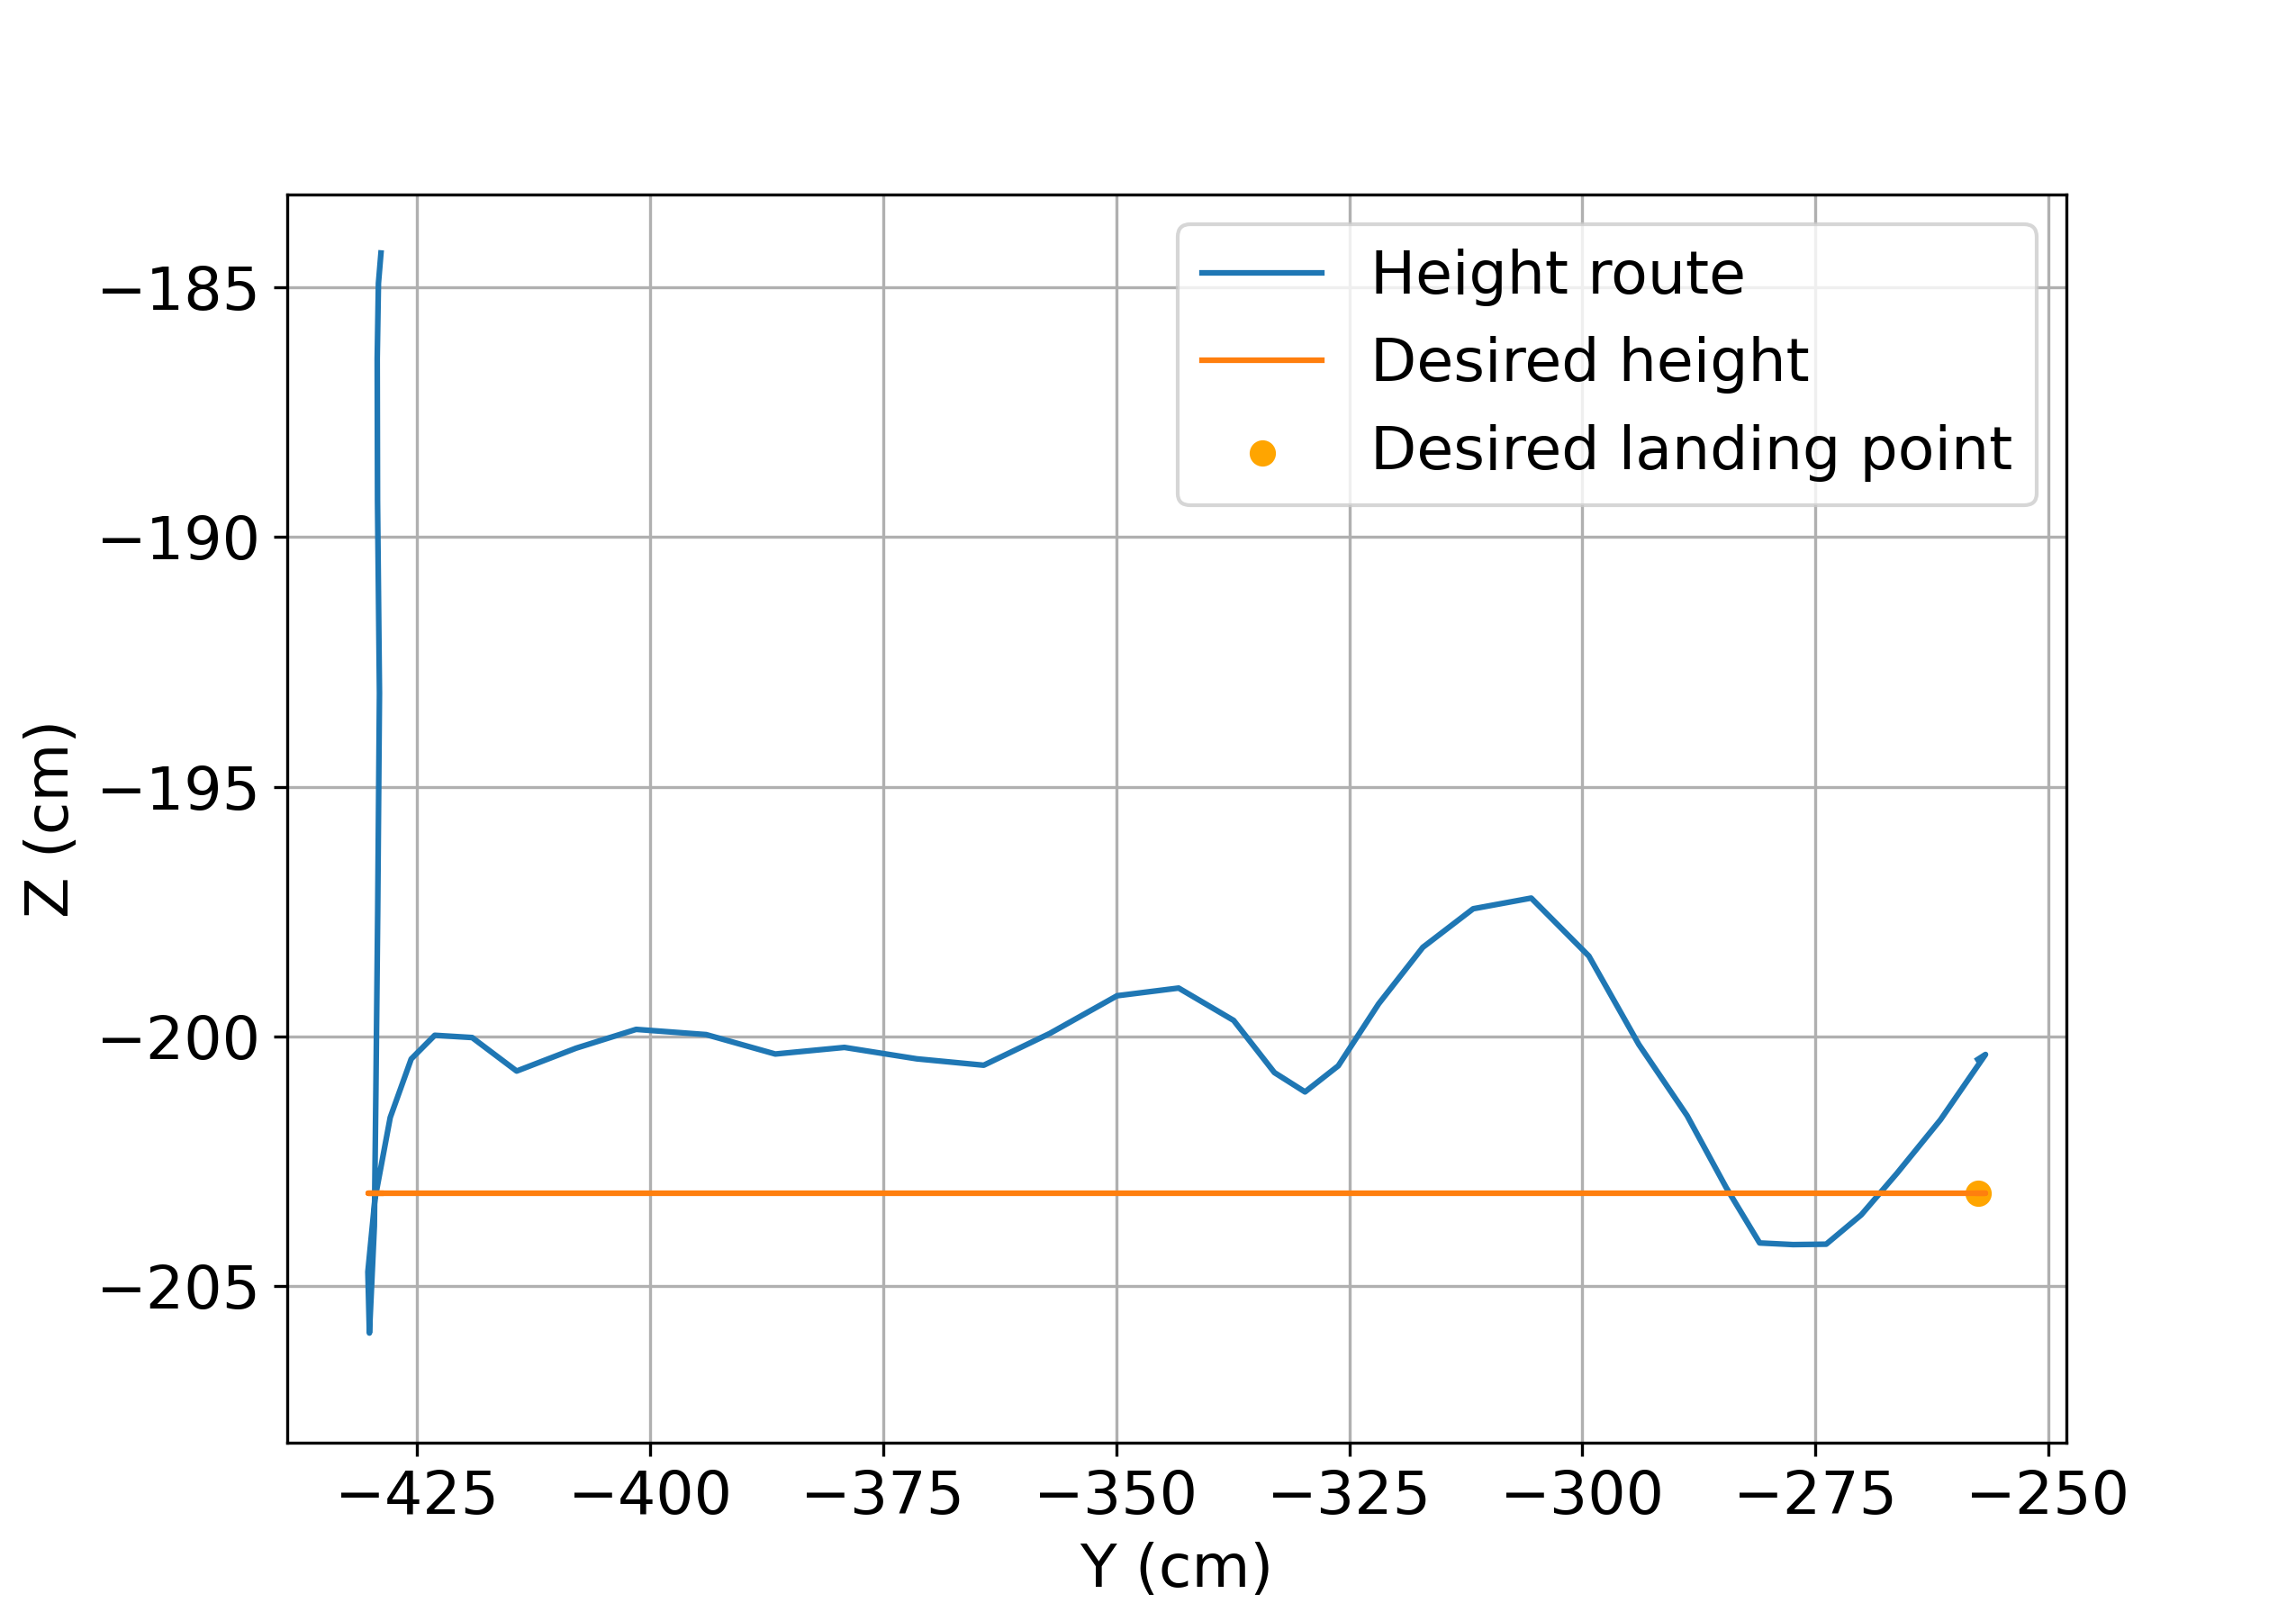 Height route
Desired height
Desired landing point
−185
−190
−195
−200
−205
Z (cm)
−425 −400 −375 −350 −325 −300 −275 −250
Y (cm)